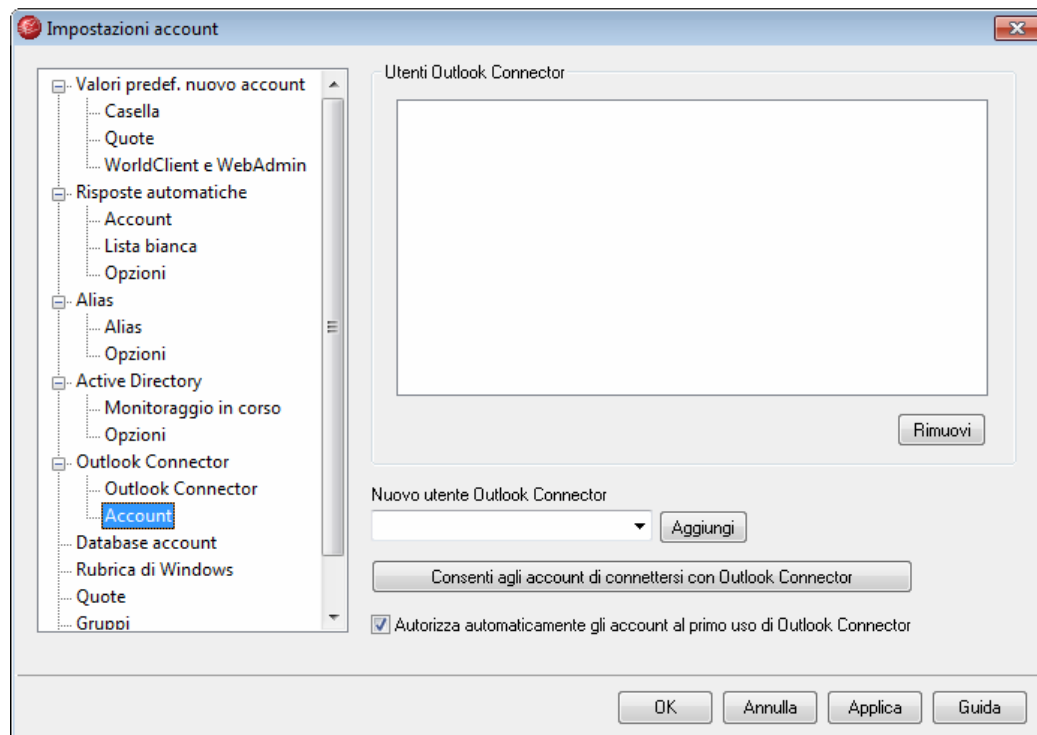 Impostazioni account
Valori predef. nuovo account
Casella
Quote
WorldClient e WebAdmin
Risposte automatiche
Account
Lista bianca
Opzioni
Alias
Alias
Opzioni
Active Directory
Monitoraggio in corso
Opzioni
Outlook Connector
Outlook Connector
Account
Database account
Rubrica di Windows
Quote
Gruppi
Utenti Outlook Connector
Rimuovi
Nuovo utente Outlook Connector
Aggiungi
Consenti agli account di connettersi con Outlook Connector
Autorizza automaticamente gli account al primo uso di Outlook Connector
OK Annulla Applica Guida